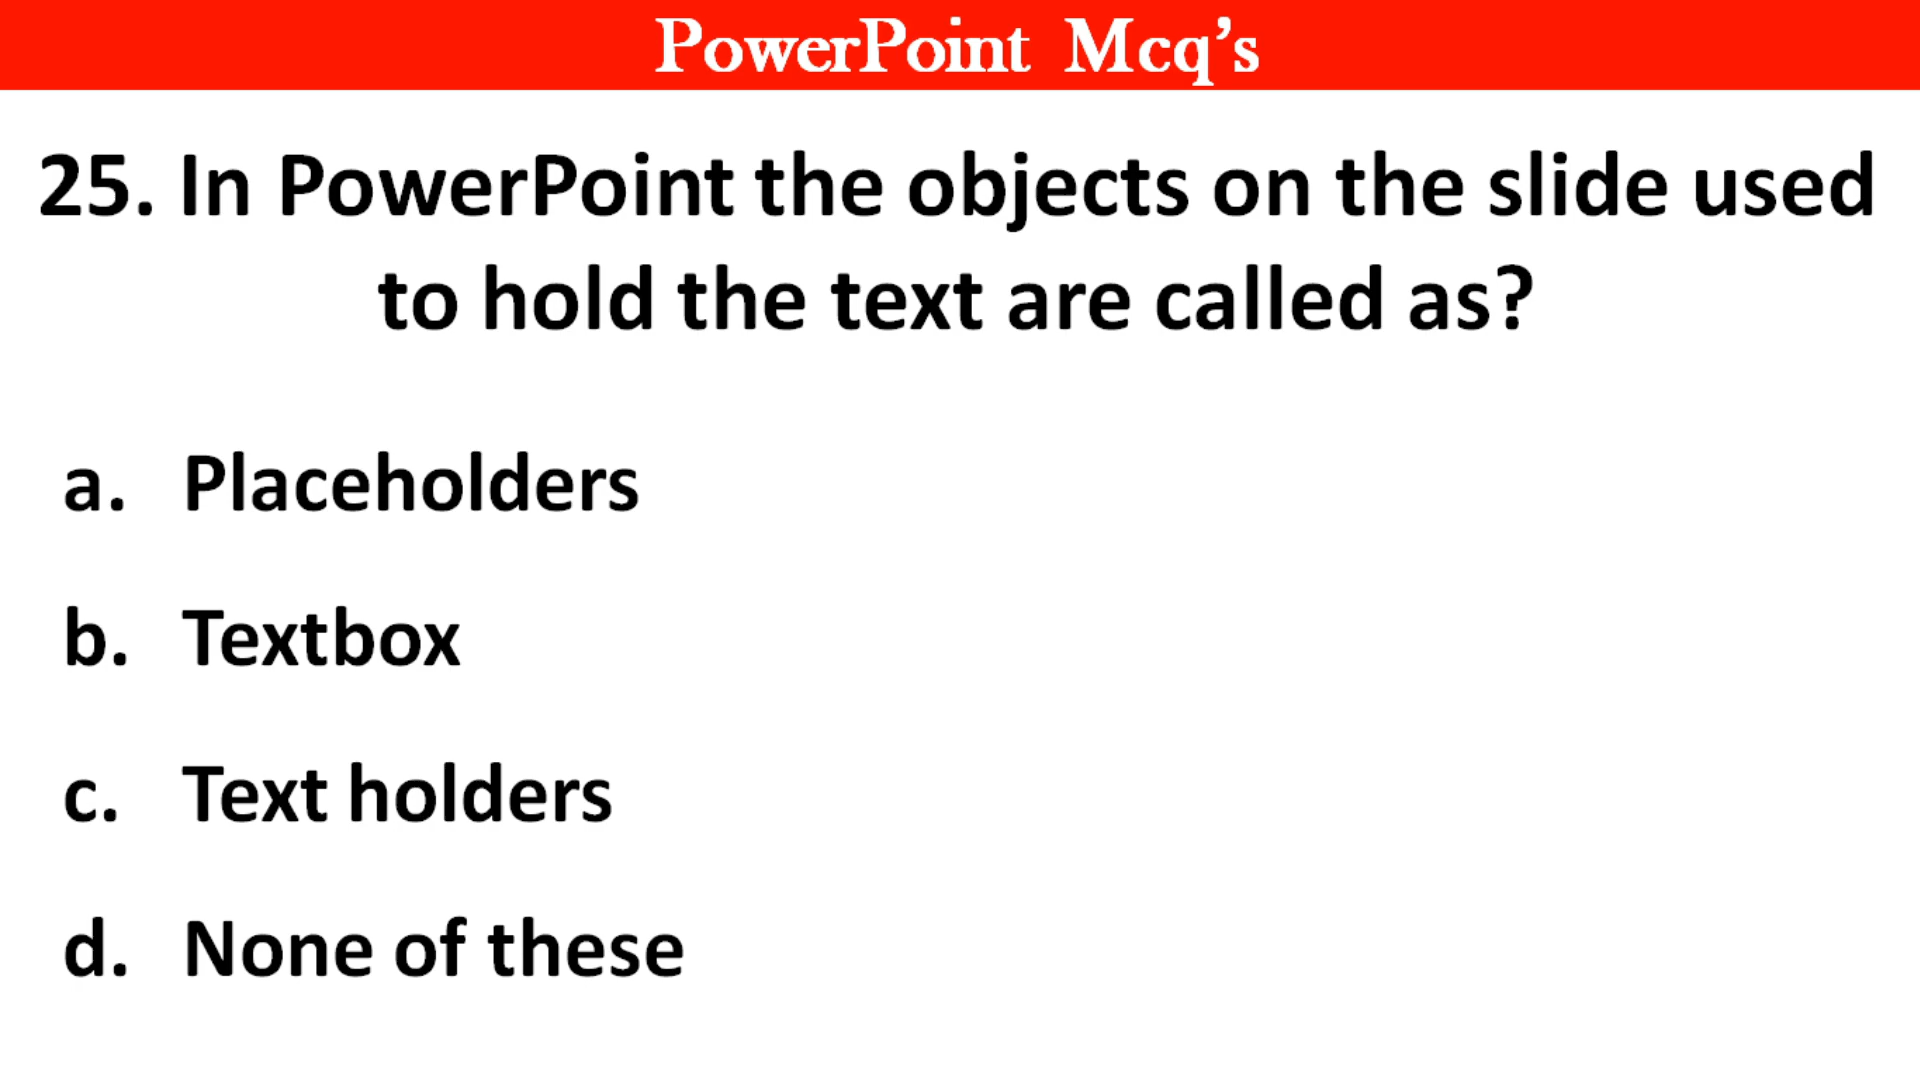 PowerPoint Mcq’s
25. In PowerPoint the objects on the slide used
to hold the text are called as?
a. Placeholders
b. Textbox
c. Text holders
d. None of these